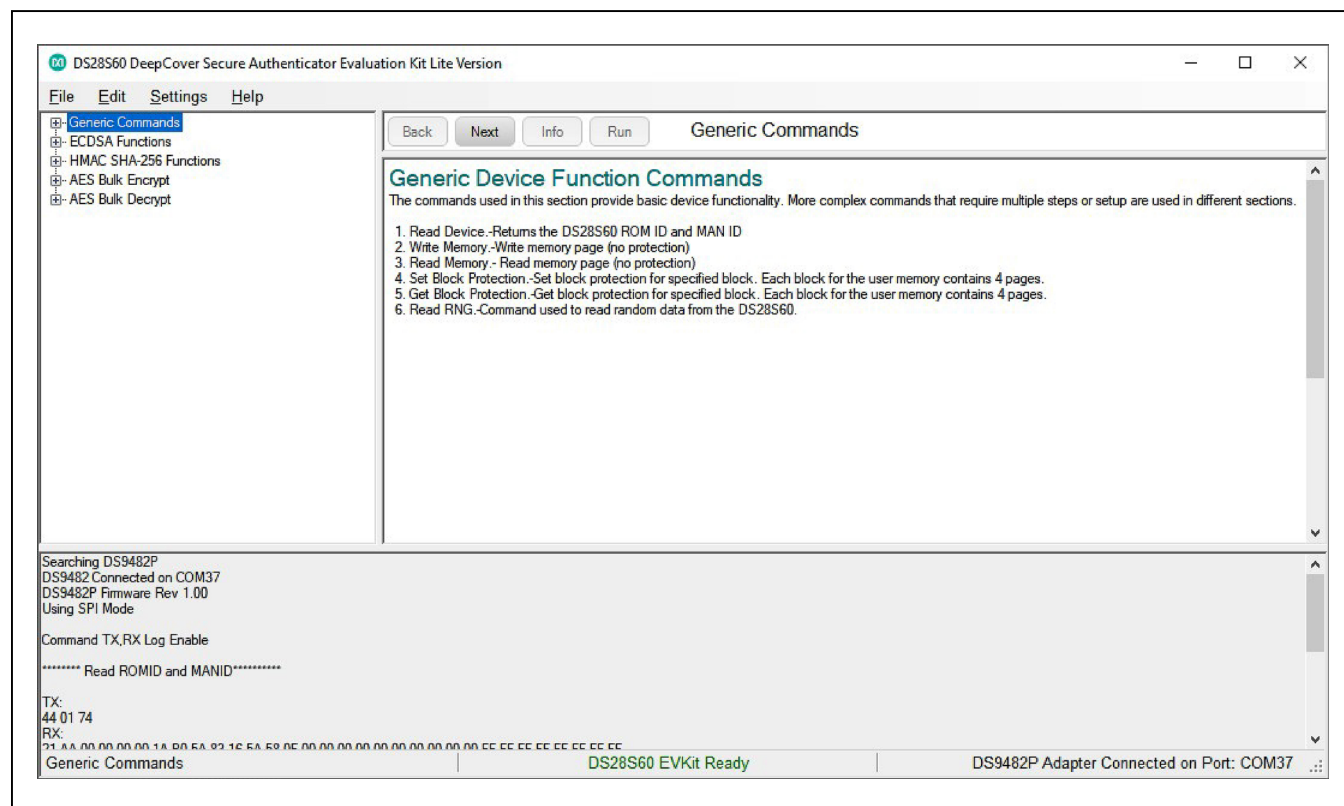 DS28S60 DeepCover Secure Authenticator Evaluation Kit Lite Version
File Edit Settings Help
Generic Commands
ECDSA Functions
HMAC SHA-256 Functions
AES Bulk Encrypt
AES Bulk Decrypt
Back Next Info Run Generic Commands
Generic Device Function Commands
The commands used in this section provide basic device functionality. More complex commands that require multiple steps or setup are used in different sections.
1. Read Device.-Returns the DS28S60 ROM ID and MAN ID
2. Write Memory.-Write memory page (no protection)
3. Read Memory.- Read memory page (no protection)
4. Set Block Protection.-Set block protection for specified block. Each block for the user memory contains 4 pages.
5. Get Block Protection.-Get block protection for specified block. Each block for the user memory contains 4 pages.
6. Read RNG.-Command used to read random data from the DS28S60.
Searching DS9482P
DS9482 Connected on COM37
DS9482P Firmware Rev 1.00
Using SPI Mode
Command TX,RX Log Enable
******** Read ROMID and MANID**********
TX:
44 01 74
RX:
Generic Commands DS28S60 EVKit Ready DS9482P Adapter Connected on Port: COM37